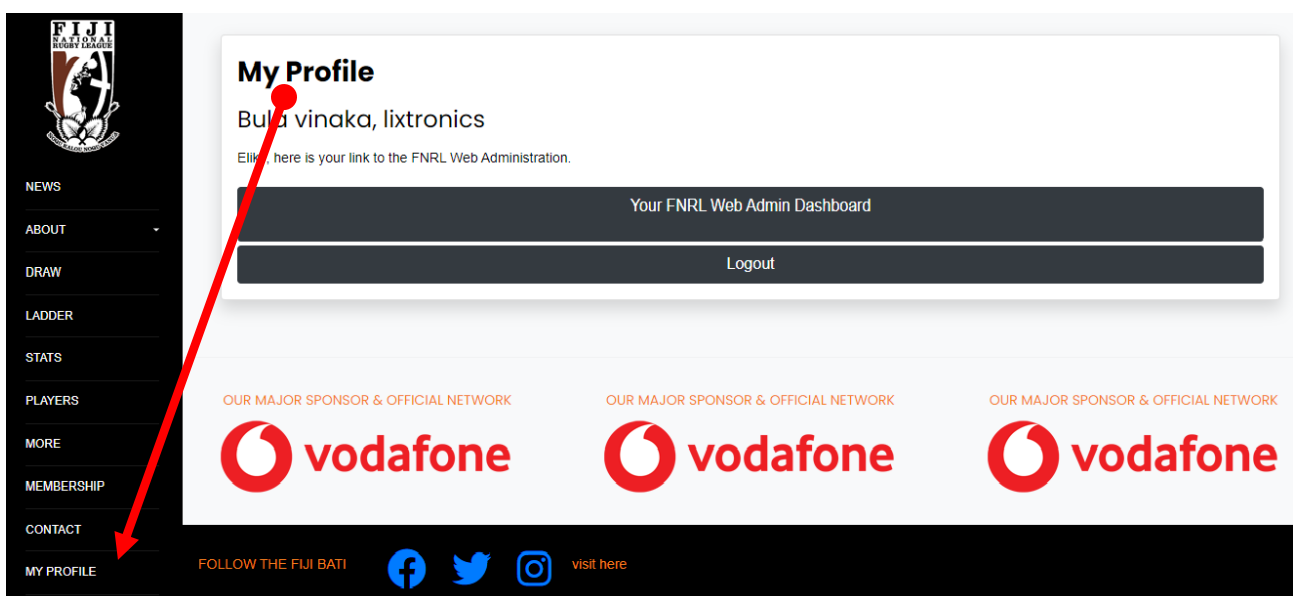 FIJI
NATIONAL
RUGBY LEAGUE
NEWS
ABOUT
DRAW
LADDER
STATS
PLAYERS
MORE
MEMBERSHIP
CONTACT
MY PROFILE
My Profile
Bula vinaka, lixtronics
here is your link to the FNRL Web Administration.
Your FNRL Web Admin Dashboard
Logout
OUR MAJOR SPONSOR & OFFICIAL NETWORK
vodafone
OUR MAJOR SPONSOR & OFFICIAL NETWORK
vodafone
OUR MAJOR SPONSOR & OFFICIAL NETWORK
vodafone
FOLLOW THE FIJI BATI
visit here